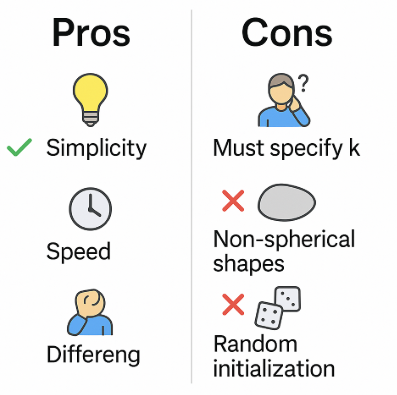 Pros
Simplicity
Speed
Differeng
Cons
?
Must specify k
Non-spherical
shapes
Random
initialization